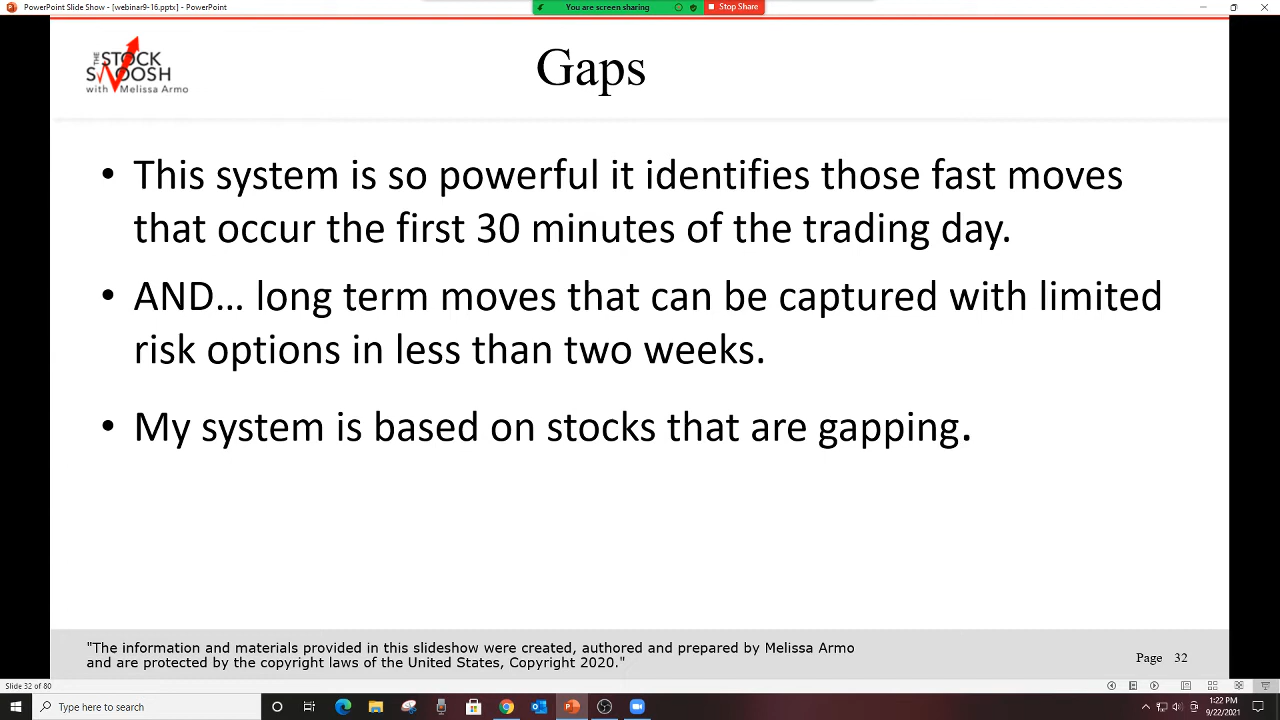 PowerPoint Slide Show - [webinar9-16.pptx] - PowerPoint
You are screen sharing
Stop Share
THE STOCK
SWOOSH
with Melissa Armo
Gaps
• This system is so powerful it identifies those fast moves
that occur the first 30 minutes of the trading day.
• AND... long term moves that can be captured with limited
risk options in less than two weeks.
• My system is based on stocks that are gapping.
"The information and materials provided in this slideshow were created, authored and prepared by Melissa Armo
and are protected by the copyright laws of the United States, Copyright 2020."
Page 32
Slide 32 of 80
Type here to search
1:22 PM
9/22/2021